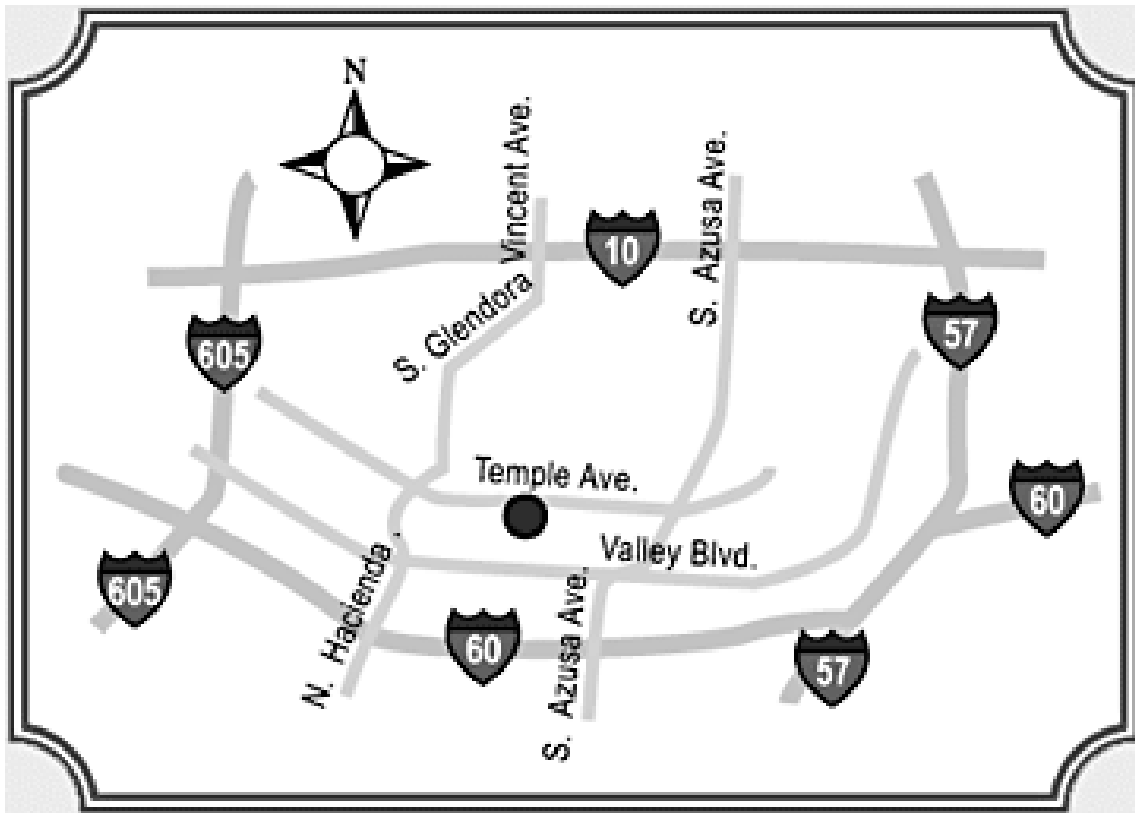 N
Vincent Ave.
S. Azusa Ave.
10
S. Glendora
57
605
Temple Ave.
60
Valley Blvd.
N. Hacienda
605
S. Azusa Ave.
60
57